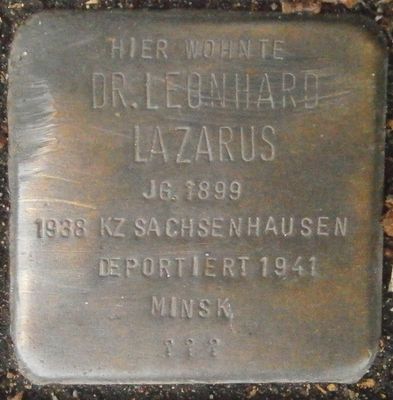 HIER WOHNTE
DR. LEONHARD
LAZARUS
JG. 1899
1938 KZ SACHSENHAUSEN
DEPORTIERT 1941
MINSK
? ? ?